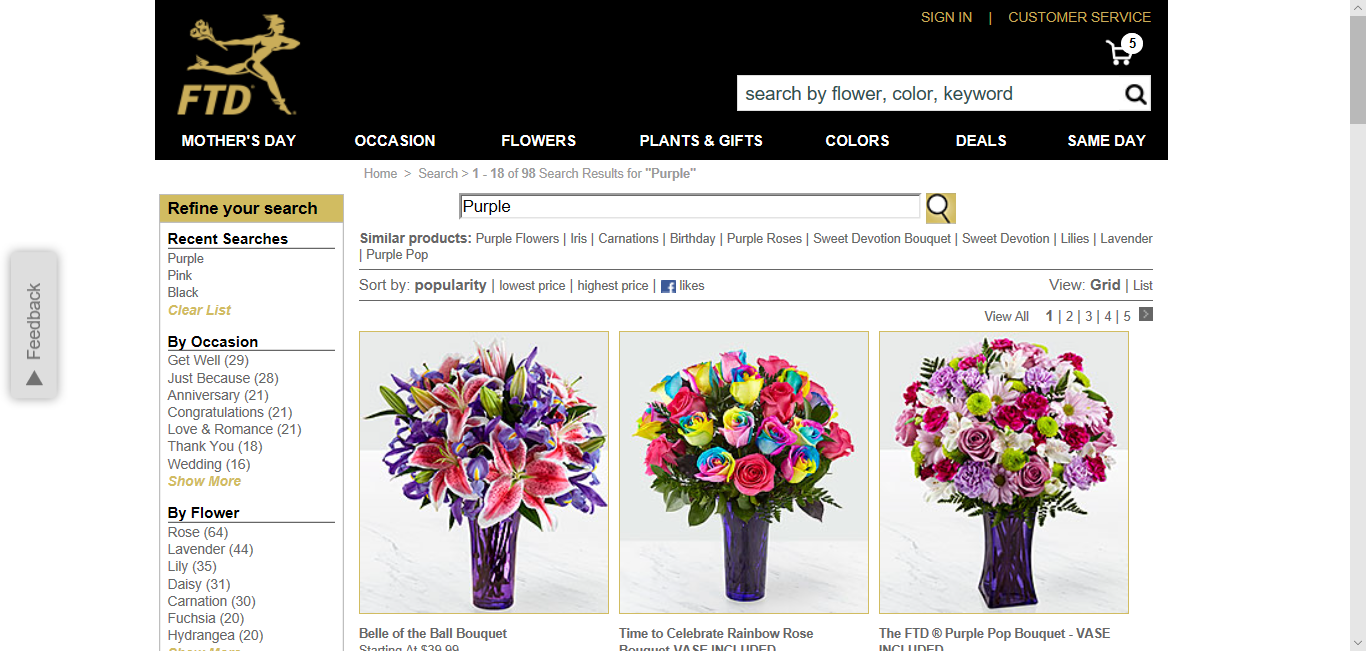 SIGN IN | CUSTOMER SERVICE
5
FTD
search by flower, color, keyword
MOTHER'S DAY OCCASION FLOWERS PLANTS & GIFTS COLORS DEALS SAME DAY
Home > Search > 1 - 18 of 98 Search Results for "Purple"
Refine your search
Recent Searches
Purple
Pink
Black
Clear List
By Occasion
Get Well (29)
Just Because (28)
Anniversary (21)
Congratulations (21)
Love & Romance (21)
Thank You (18)
Wedding (16)
Show More
By Flower
Rose (64)
Lavender (44)
Lily (35)
Daisy (31)
Carnation (30)
Fuchsia (20)
Hydrangea (20)
Show More
Feedback
Purple
Similar products: Purple Flowers | Iris | Carnations | Birthday | Purple Roses | Sweet Devotion Bouquet | Sweet Devotion | Lilies | Lavender
| Purple Pop
Sort by: popularity | lowest price | highest price | f likes
View: Grid | List
View All 1 | 2 | 3 | 4 | 5
Belle of the Ball Bouquet
Starting At $39.99
Time to Celebrate Rainbow Rose
Bouquet VASE INCLUDED
The FTD ® Purple Pop Bouquet - VASE
INCLUDED